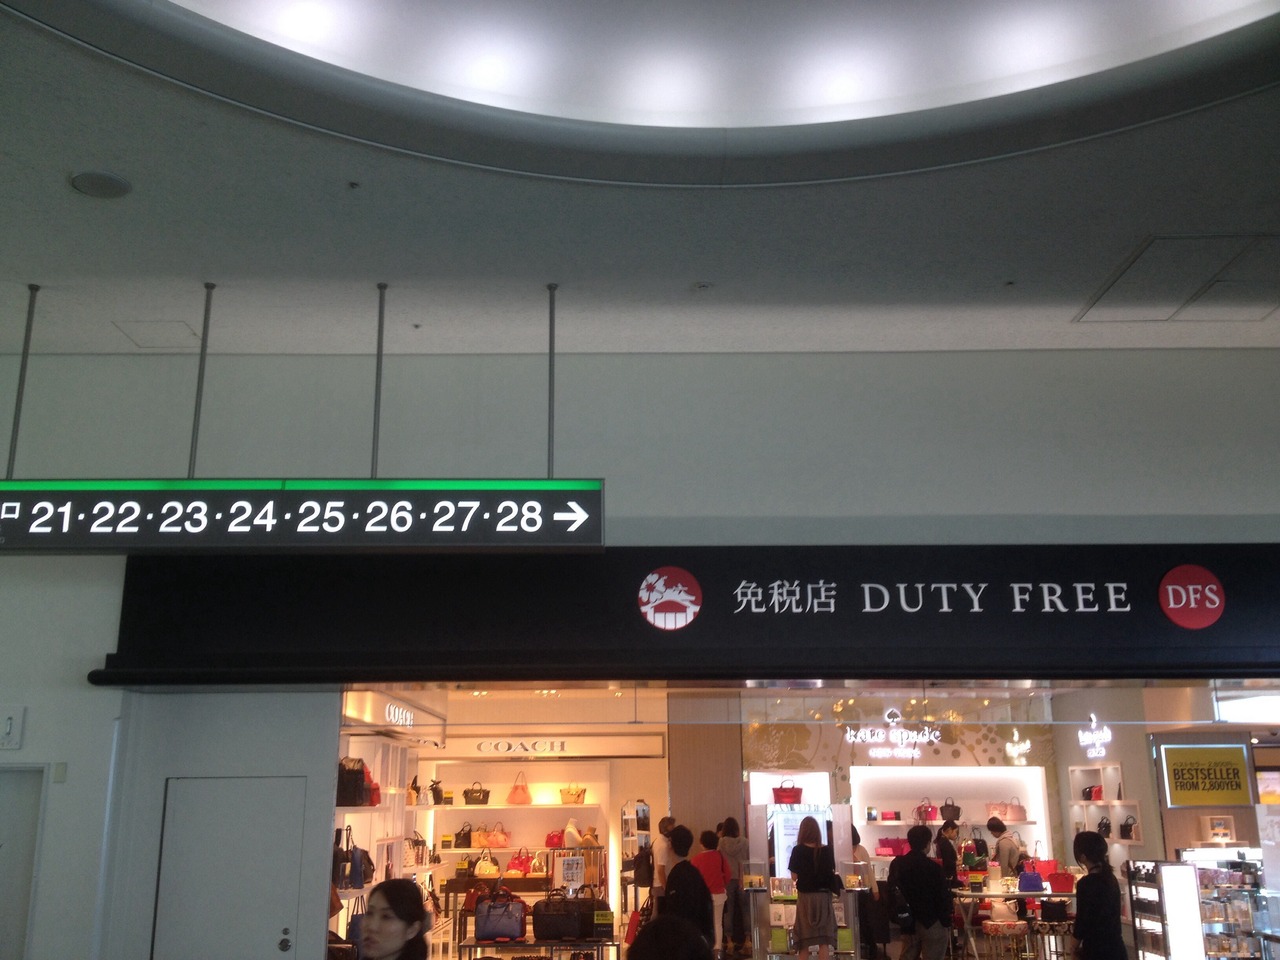 21·22·23·24·25·26·27·28→
免税店 DUTY FREE DFS
COACH
COACH
kate spade
BESTSELLER
FROM 2,800YEN